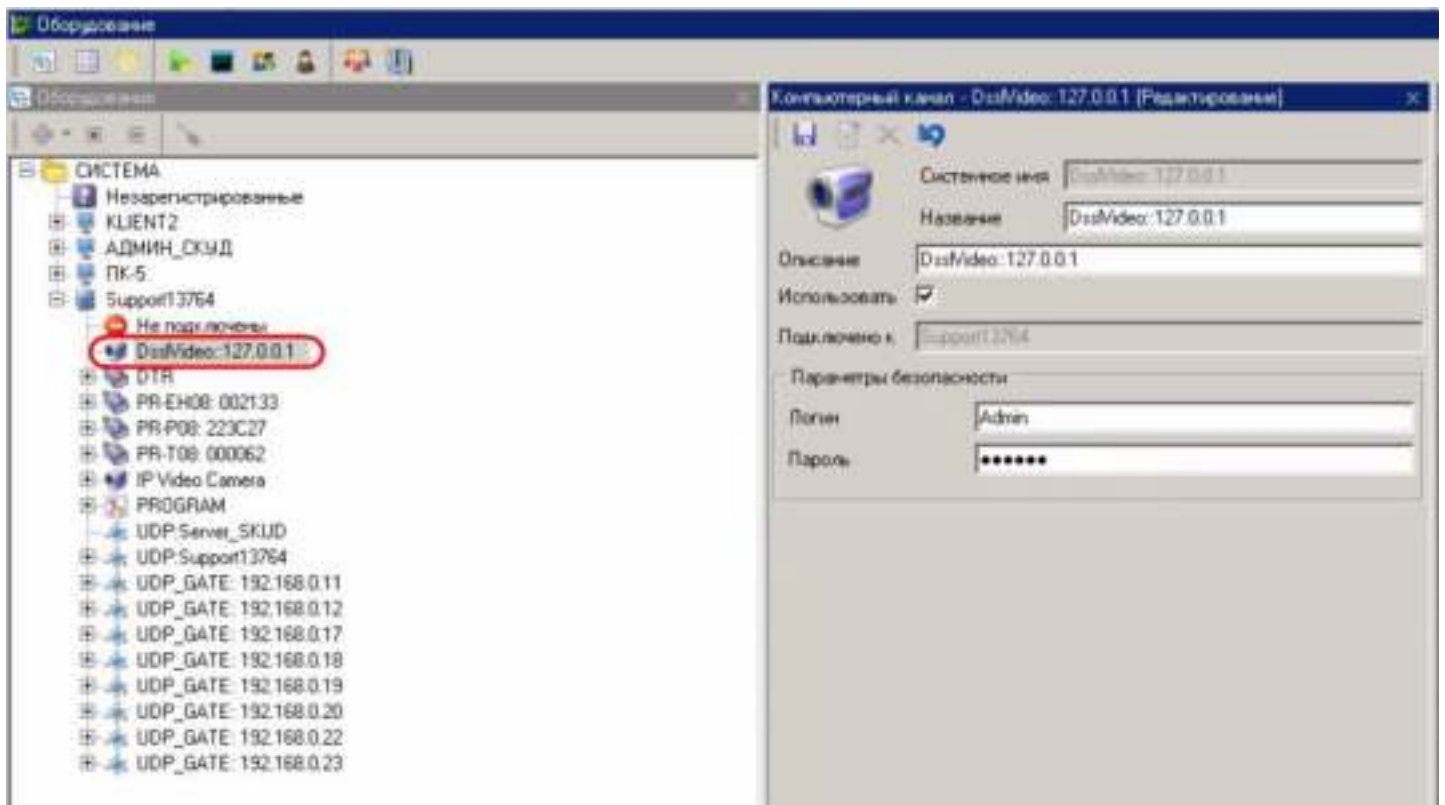 Оборудование
Оборудование
СИСТЕМА
Незарегистрированные
KLIENT2
АДМИН_СКУД
ПК-5
Support13764
Не подключены
DssVideo::127.0.0.1
DTR
PR-EH08: 002133
PR-P08: 223C27
PR-T08: 000062
IP Video Camera
PROGRAM
UDP:Server_SKUD
UDP:Support13764
UDP_GATE: 192.168.0.11
UDP_GATE: 192.168.0.12
UDP_GATE: 192.168.0.17
UDP_GATE: 192.168.0.18
UDP_GATE: 192.168.0.19
UDP_GATE: 192.168.0.20
UDP_GATE: 192.168.0.22
UDP_GATE: 192.168.0.23
Компьютерный канал - DssVideo::127.0.0.1 [Редактирование]
Системное имя DssVideo::127.0.0.1
Название DssVideo::127.0.0.1
Описание DssVideo::127.0.0.1
Использовать
Подключено к Support13764
Параметры безопасности
Логин Admin
Пароль ●●●●●●